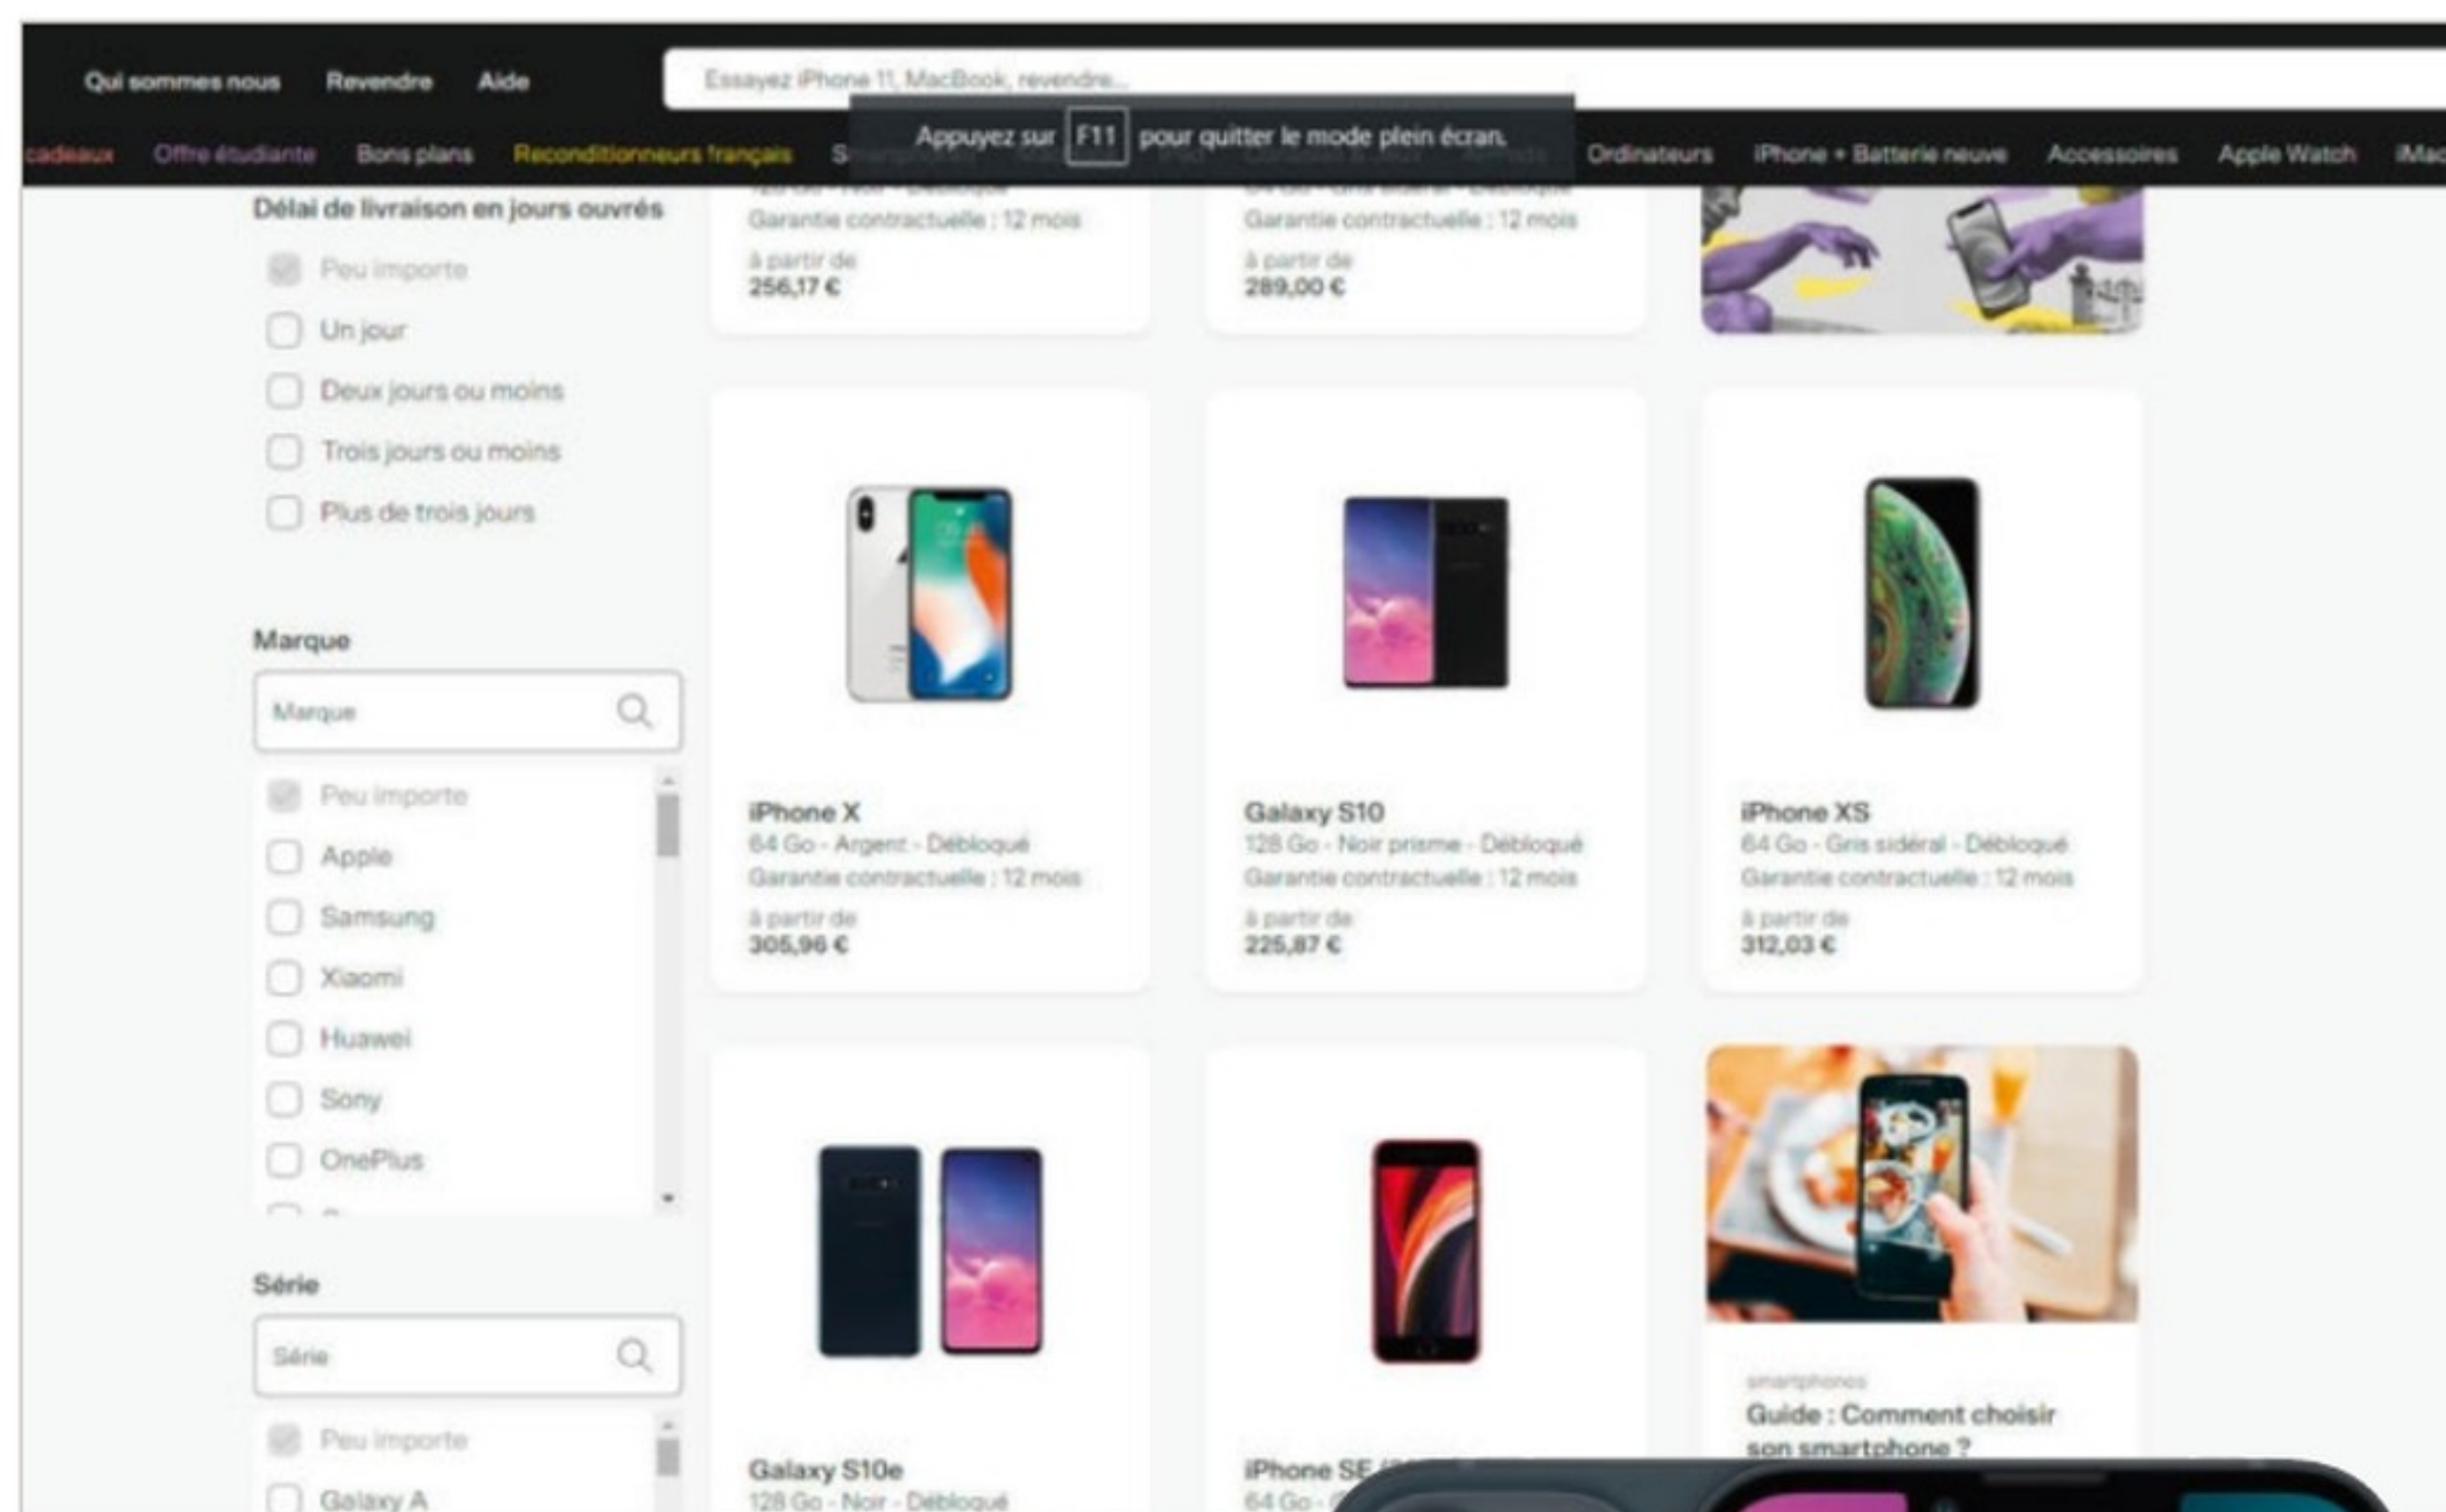 Qui sommes nous Revendre Aide Essayez iPhone 11, MacBook, revendre...
Appuyez sur F11 pour quitter le mode plein écran.
cadeaux Offre étudiante Bons plans Reconditionneurs français Ordinateurs iPhone + Batterie neuve Accessoires Apple Watch iMac
Délai de livraison en jours ouvrés
Peu importe
Un jour
Deux jours ou moins
Trois jours ou moins
Plus de trois jours
Marque
Marque
Peu importe
Apple
Samsung
Xiaomi
Huawei
Sony
OnePlus
Série
Série
Peu importe
Galaxy A
Garantie contractuelle : 12 mois
à partir de
256,17 €
Garantie contractuelle : 12 mois
à partir de
289,00 €
iPhone X
64 Go - Argent - Débloqué
Garantie contractuelle : 12 mois
à partir de
305,96 €
Galaxy S10
128 Go - Noir prisme - Débloqué
Garantie contractuelle : 12 mois
à partir de
225,87 €
iPhone XS
64 Go - Gris sidéral - Débloqué
Garantie contractuelle : 12 mois
à partir de
312,03 €
Galaxy S10e
128 Go - Noir - Débloqué
iPhone SE
64 Go -
smartphones
Guide : Comment choisir
son smartphone ?